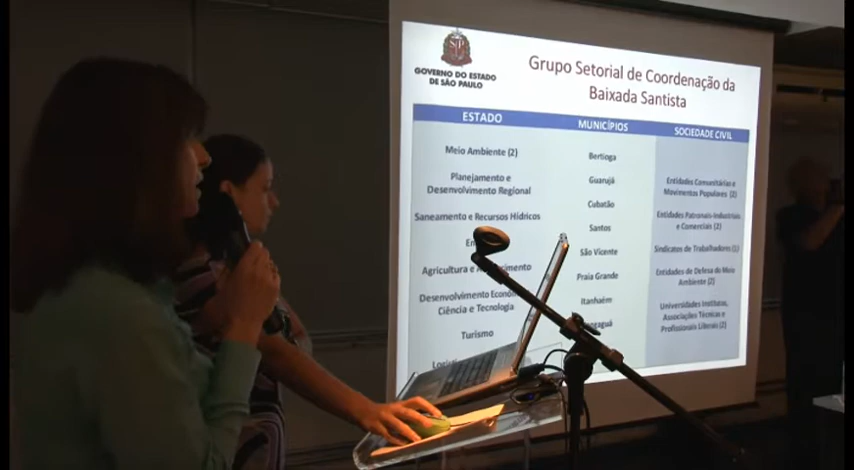 GOVERNO DO ESTADO
DE SÃO PAULO
Grupo Setorial de Coordenação da
Baixada Santista
ESTADO
Meio Ambiente (2)
Planejamento e
Desenvolvimento Regional
Saneamento e Recursos Hídricos
Agricultura e
Desenvolvimento
Ciência e Tecnologia
Turismo
MUNICÍPIOS
Bertioga
Guarujá
Cubatão
Santos
São Vicente
Praia Grande
Itanhaém
SOCIEDADE CIVIL
Entidades Comunitárias e
Movimentos Populares (2)
Entidades Patronais-Industriais
e Comerciais (2)
Sindicatos de Trabalhadores (1)
Entidades de Defesa do Meio
Ambiente (2)
Universidades Institutos,
Associações Técnicas e
Profissionais Liberais (2)